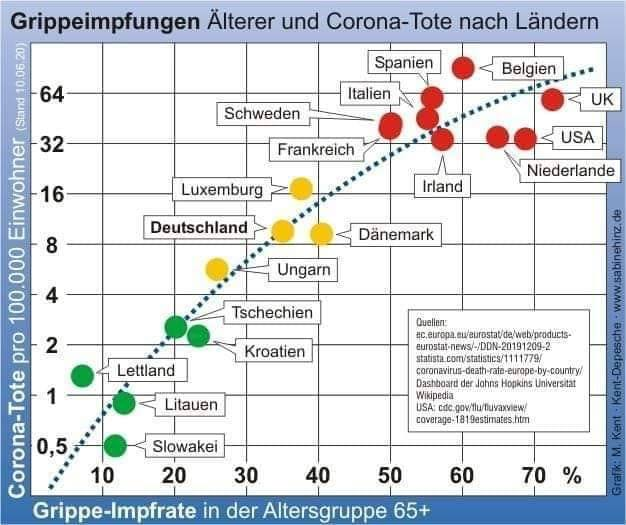 Grippeimpfungen Älterer und Corona-Tote nach Ländern
Corona-Tote pro 100.000 Einwohner (Stand 10.06.20)
64
32
16
8
4
2
1
0,5
Spanien
Belgien
Italien
UK
Schweden
USA
Frankreich
Niederlande
Irland
Luxemburg
Deutschland
Dänemark
Ungarn
Tschechien
Kroatien
Lettland
Litauen
Slowakei
Quellen:
ec.europa.eu/eurostat/de/web/products-
eurostat-news/-/DDN-20191209-2
statista.com/statistics/1111779/
coronavirus-death-rate-europe-by-country/
Dashboard der Johns Hopkins Universität
Wikipedia
USA: cdc.gov/flu/fluvaxview/
coverage-1819estimates.htm
10 20 30 40 50 60 70 %
Grippe-Impfrate in der Altersgruppe 65+
Grafik: M. Kent · Kent-Depesche · www.sabinehinz.de